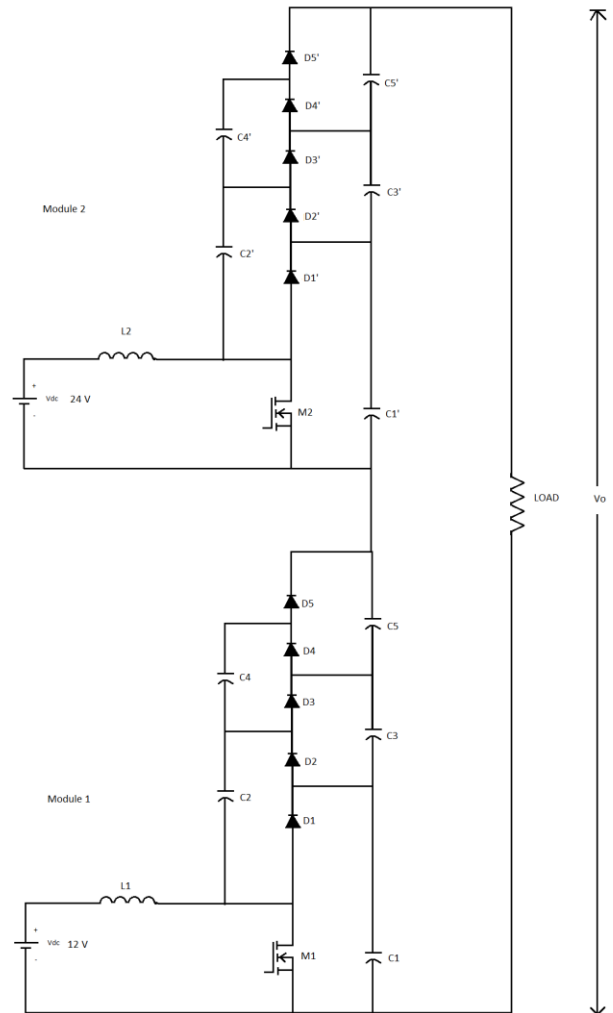 D5'
C5'
D4'
C4'
D3'
C3'
Module 2
D2'
C2'
D1'
L2
+
Vdc 24 V
-
M2
C1'
LOAD
Vo
D5
C5
D4
C4
D3
C3
D2
Module 1
C2
D1
L1
+
Vdc 12 V
-
M1
C1